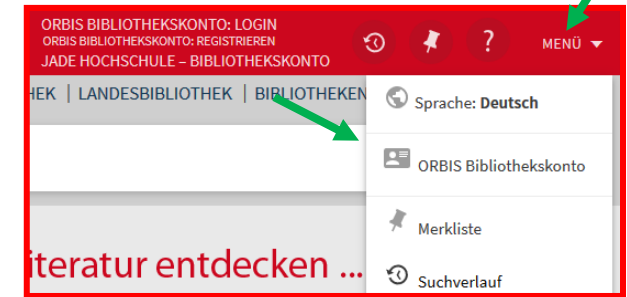 ORBIS BIBLIOTHEKSKONTO: LOGIN
ORBIS BIBLIOTHEKSKONTO: REGISTRIEREN
JADE HOCHSCHULE – BIBLIOTHEKSKONTO
? MENÜ
HEK | LANDESBIBLIOTHEK | BIBLIOTHEKEN
Sprache: Deutsch
ORBIS Bibliothekskonto
Merkliste
iteratur entdecken ...
Suchverlauf